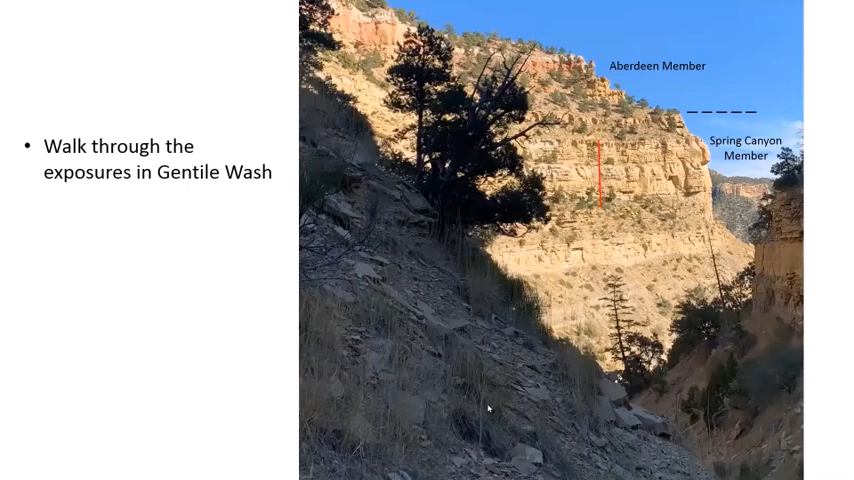 • Walk through the
exposures in Gentile Wash
Aberdeen Member
Spring Canyon
Member